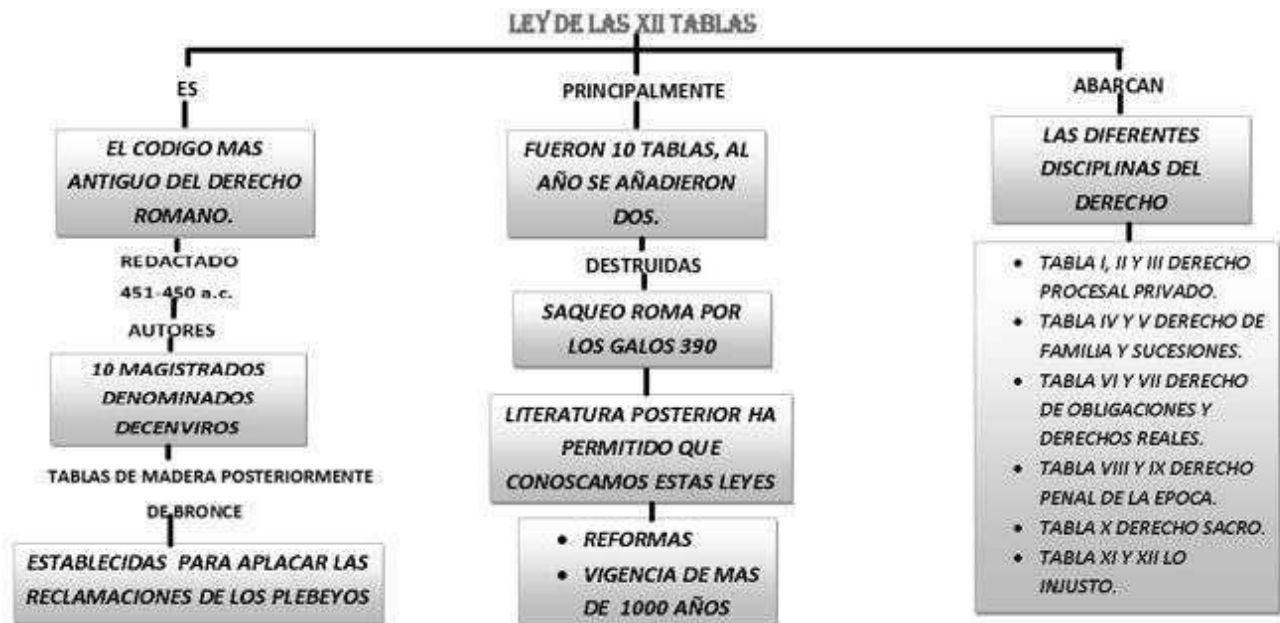 LEY DE LAS XII TABLAS
ES
EL CODIGO MAS
ANTIGUO DEL DERECHO
ROMANO.
REDACTADO
451-450 a.c.
AUTORES
10 MAGISTRADOS
DENOMINADOS
DECENVIROS
TABLAS DE MADERA POSTERIORMENTE
DE BRONCE
ESTABLECIDAS PARA APLACAR LAS
RECLAMACIONES DE LOS PLEBEYOS
PRINCIPALMENTE
FUERON 10 TABLAS, AL
AÑO SE AÑADIERON
DOS.
DESTRUIDAS
SAQUEO ROMA POR
LOS GALOS 390
LITERATURA POSTERIOR HA
PERMITIDO QUE
CONOSCAMOS ESTAS LEYES
• REFORMAS
• VIGENCIA DE MAS
DE 1000 AÑOS
ABARCAN
LAS DIFERENTES
DISCIPLINAS DEL
DERECHO
• TABLA I, II Y III DERECHO
PROCESAL PRIVADO.
• TABLA IV Y V DERECHO DE
FAMILIA Y SUCESIONES.
• TABLA VI Y VII DERECHO
DE OBLIGACIONES Y
DERECHOS REALES.
• TABLA VIII Y IX DERECHO
PENAL DE LA EPOCA.
• TABLA X DERECHO SACRO.
• TABLA XI Y XII LO
INJUSTO.